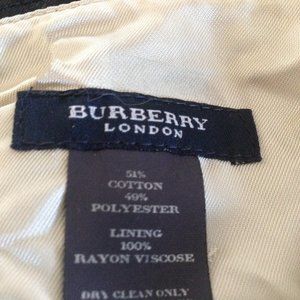 BURBERRY
LONDON
51%
COTTON
49%
POLYESTER
LINING
100%
RAYON VISCOSE
DRY CLEAN ONLY